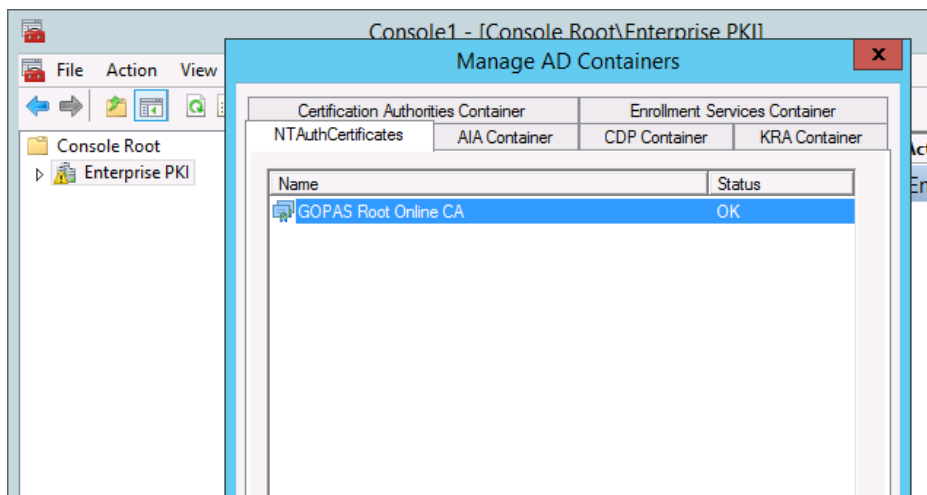 Console1 - [Console Root\Enterprise PKI]
Manage AD Containers
x
File Action View
Certification Authorities Container Enrollment Services Container
NTAuthCertificates AIA Container CDP Container KRA Container
Console Root
Enterprise PKI
Name Status
GOPAS Root Online CA OK